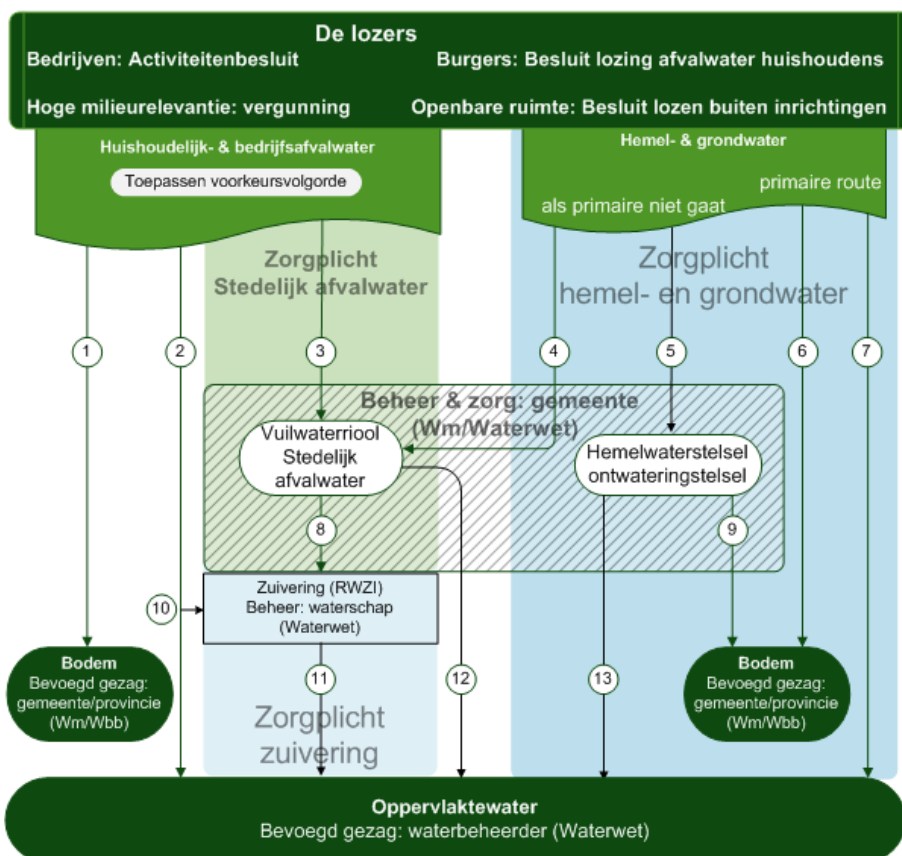 De lozers
Bedrijven: Activiteitenbesluit
Burgers: Besluit lozing afvalwater huishoudens
Hoge milieurelevantie: vergunning
Openbare ruimte: Besluit lozen buiten inrichtingen
Huishoudelijk- & bedrijfsafvalwater
Toepassen voorkeursvolgorde
Hemel- & grondwater
primaire route
als primaire niet gaat
Zorgplicht
Stedelijk afvalwater
Zorgplicht
hemel- en grondwater
1
2
3
4
5
6
7
Beheer & zorg: gemeente
(Wm/Waterwet)
Vuilwaterriool
Stedelijk
afvalwater
Hemelwaterstelsel
ontwateringstelsel
8
9
Zuivering (RWZI)
Beheer: waterschap
(Waterwet)
10
Bodem
Bevoegd gezag:
gemeente/provincie
(Wm/Wbb)
11
12
13
Bodem
Bevoegd gezag:
gemeente/provincie
(Wm/Wbb)
Zorgplicht
zuivering
Oppervlaktewater
Bevoegd gezag: waterbeheerder (Waterwet)